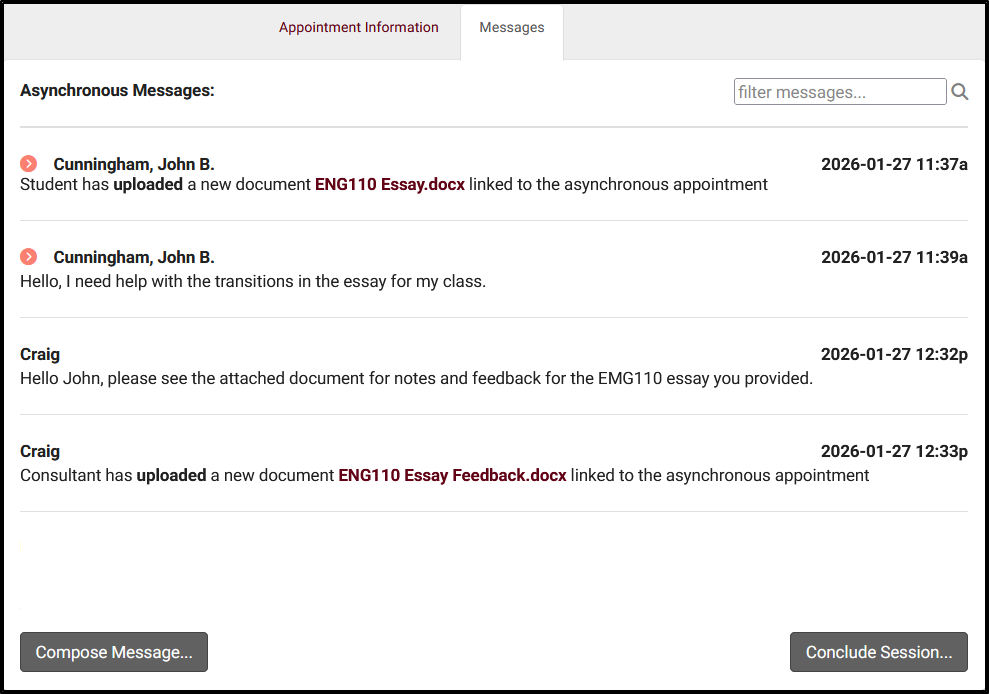 Appointment Information Messages
Asynchronous Messages: filter messages...
Cunningham, John B. 2026-01-27 11:37a
Student has uploaded a new document ENG110 Essay.docx linked to the asynchronous appointment
Cunningham, John B. 2026-01-27 11:39a
Hello, I need help with the transitions in the essay for my class.
Craig 2026-01-27 12:32p
Hello John, please see the attached document for notes and feedback for the EMG110 essay you provided.
Craig 2026-01-27 12:33p
Consultant has uploaded a new document ENG110 Essay Feedback.docx linked to the asynchronous appointment
Compose Message... Conclude Session...